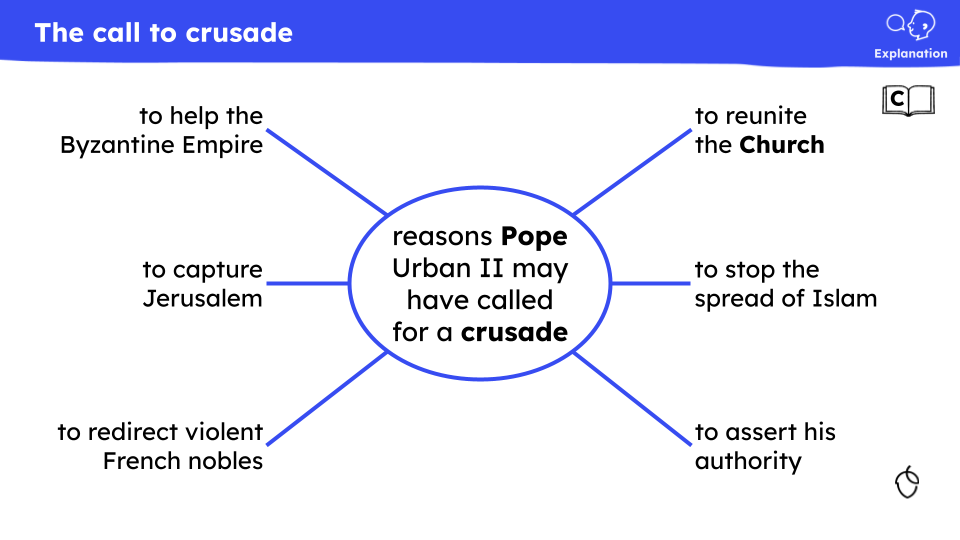 The call to crusade
Explanation
C
to help the
Byzantine Empire
to reunite
the Church
reasons Pope
Urban II may
have called
for a crusade
to capture
Jerusalem
to stop the
spread of Islam
to redirect violent
French nobles
to assert his
authority